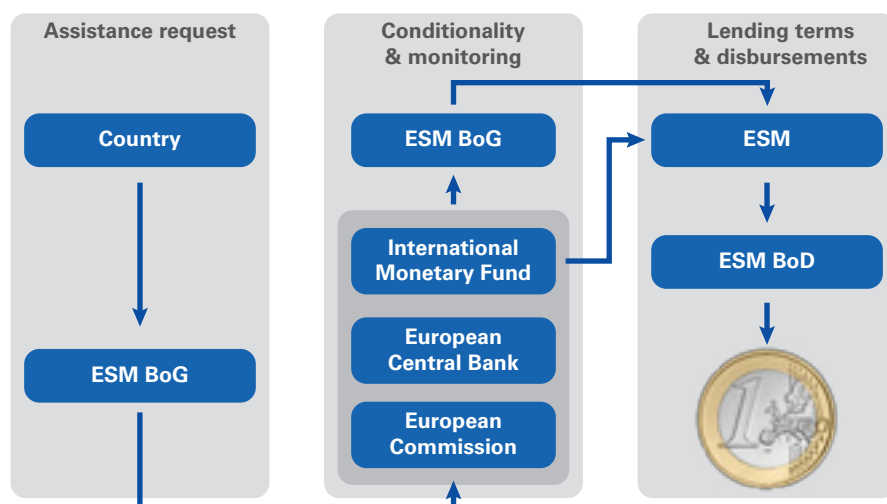 Assistance request
Country
ESM BoG
Conditionality
& monitoring
ESM BoG
International
Monetary Fund
European
Central Bank
European
Commission
Lending terms
& disbursements
ESM
ESM BoD
1